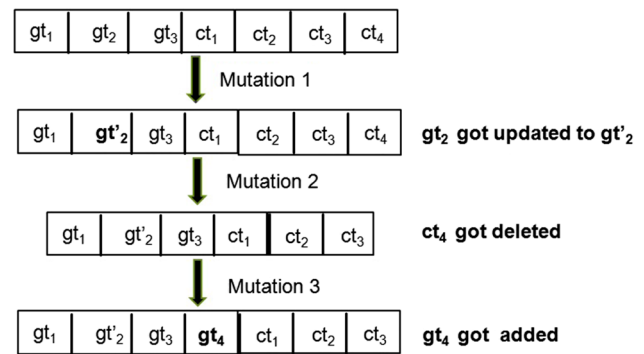 gt₁ gt₂ gt₃ ct₁ ct₂ ct₃ ct₄
Mutation 1
gt₁ gt’₂ gt₃ ct₁ ct₂ ct₃ ct₄ gt₂ got updated to gt’₂
Mutation 2
gt₁ gt’₂ gt₃ ct₁ ct₂ ct₃ ct₄ got deleted
Mutation 3
gt₁ gt’₂ gt₃ gt₄ ct₁ ct₂ ct₃ gt₄ got added